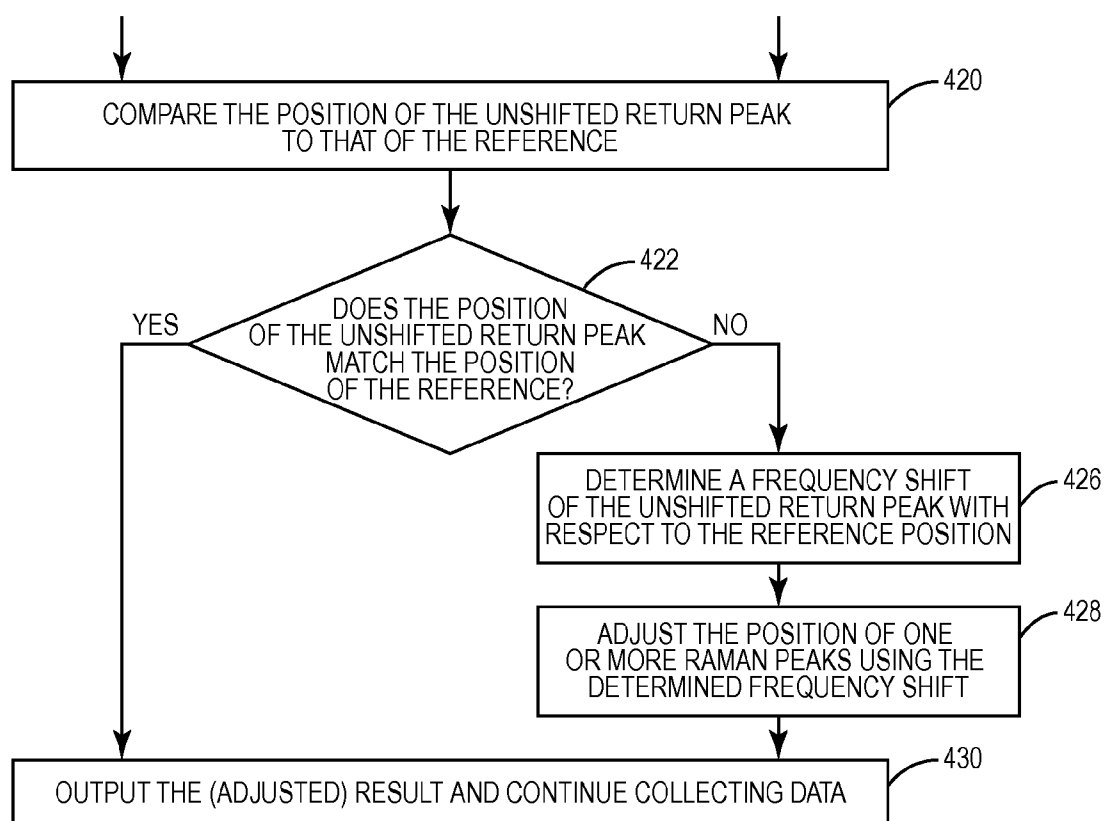 420
COMPARE THE POSITION OF THE UNSHIFTED RETURN PEAK
TO THAT OF THE REFERENCE
422
DOES THE POSITION
OF THE UNSHIFTED RETURN PEAK
MATCH THE POSITION
OF THE REFERENCE?
YES
NO
426
DETERMINE A FREQUENCY SHIFT
OF THE UNSHIFTED RETURN PEAK WITH
RESPECT TO THE REFERENCE POSITION
428
ADJUST THE POSITION OF ONE
OR MORE RAMAN PEAKS USING THE
DETERMINED FREQUENCY SHIFT
430
OUTPUT THE (ADJUSTED) RESULT AND CONTINUE COLLECTING DATA